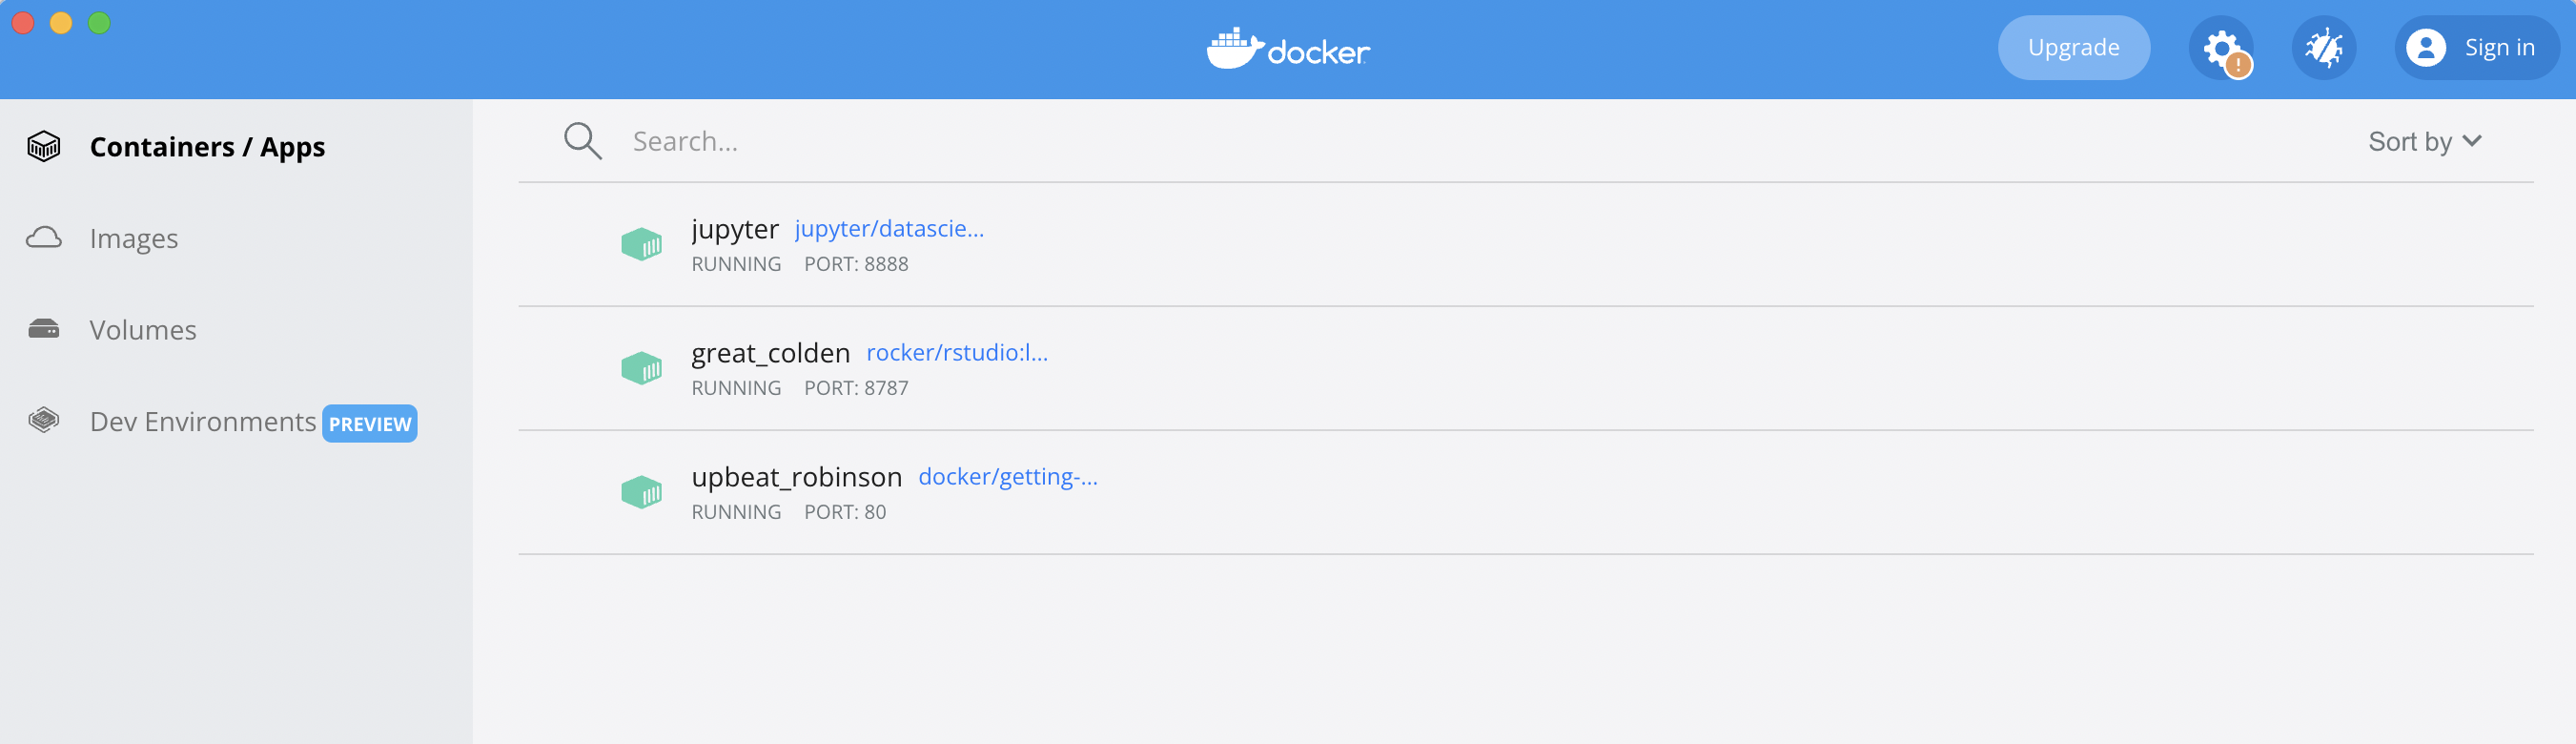 docker
Upgrade
Sign in
Containers / Apps
Images
Volumes
Dev Environments PREVIEW
Search...
Sort by
jupyter jupyter/datascie...
RUNNING PORT: 8888
great_colden rocker/rstudio:l...
RUNNING PORT: 8787
upbeat_robinson docker/getting-...
RUNNING PORT: 80